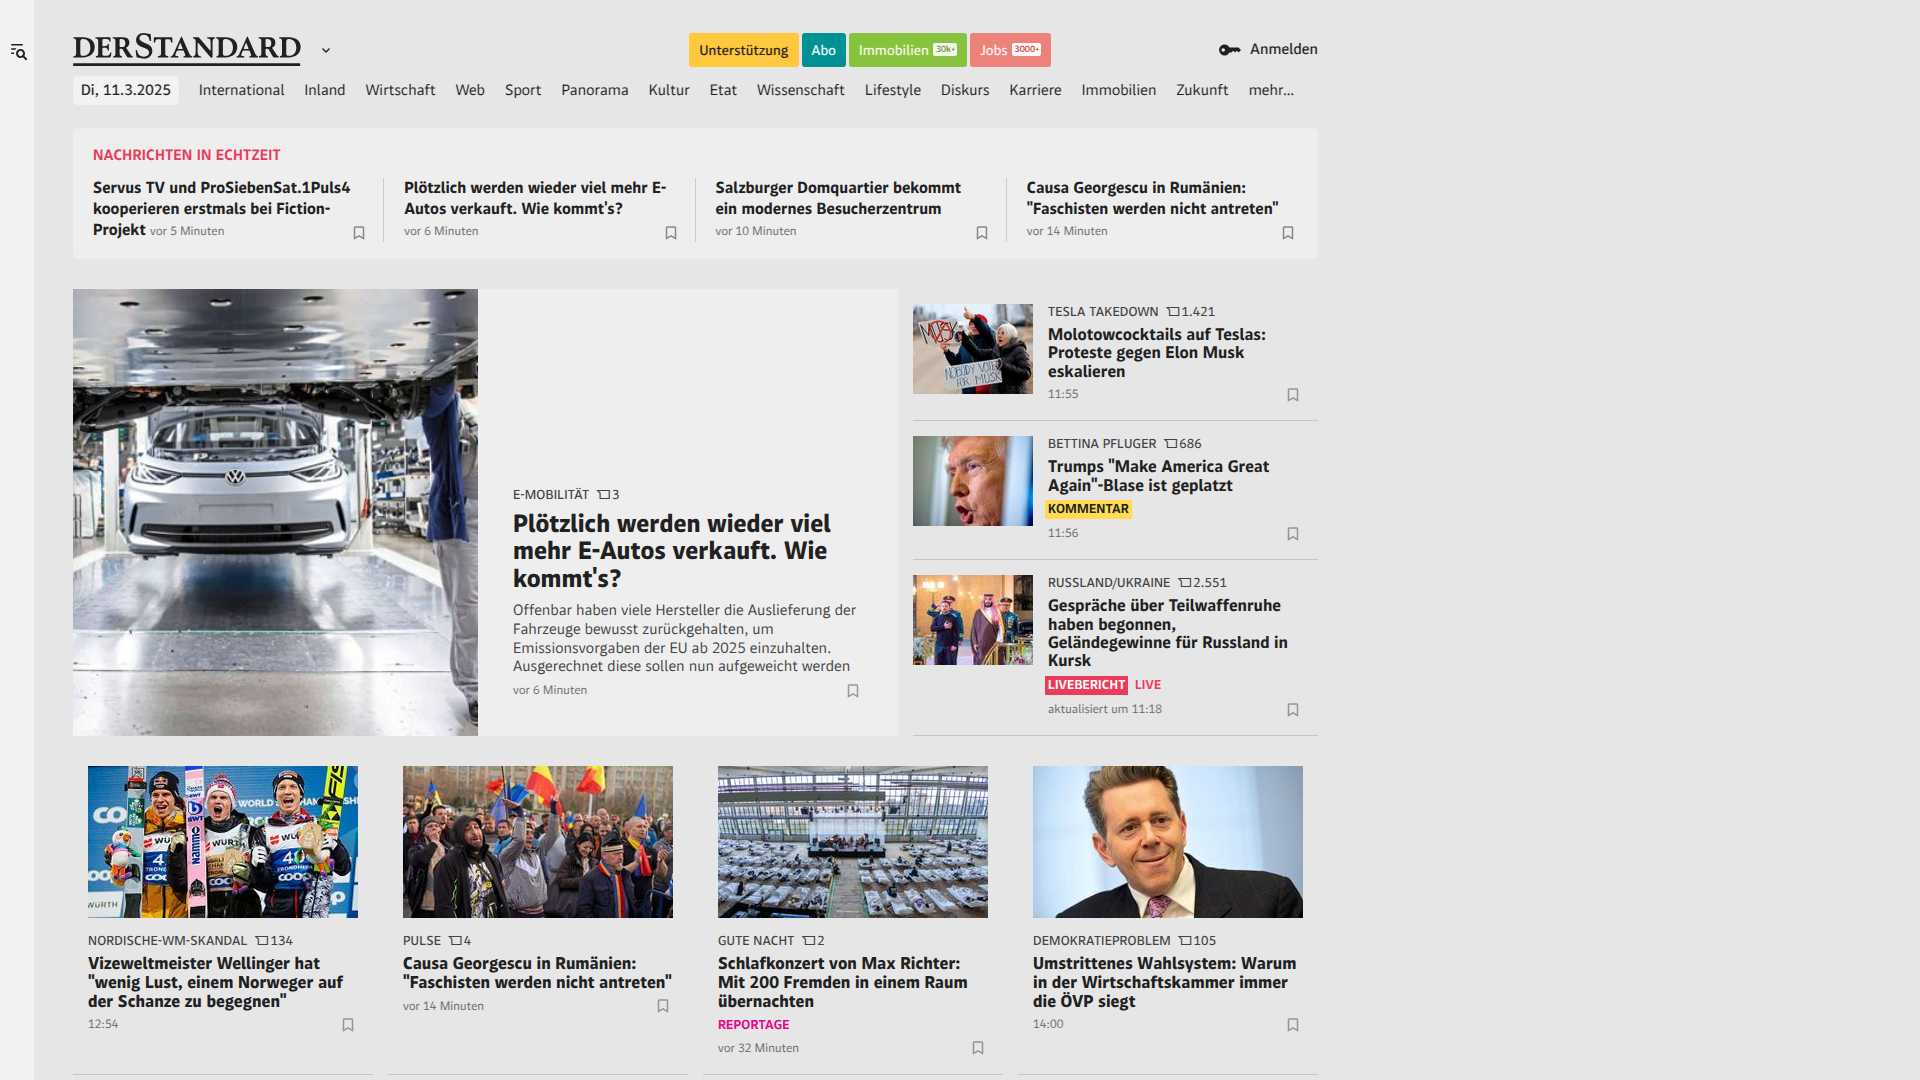 DERSTANDARD
Unterstützung
Abo
Immobilien 30k+
Jobs 3000+
Anmelden
Di, 11.3.2025
International
Inland
Wirtschaft
Web
Sport
Panorama
Kultur
Etat
Wissenschaft
Lifestyle
Diskurs
Karriere
Immobilien
Zukunft
mehr...
NACHRICHTEN IN ECHTZEIT
Servus TV und ProSiebenSat.1Puls4
kooperieren erstmals bei Fiction-
Projekt vor 5 Minuten
Plötzlich werden wieder viel mehr E-
Autos verkauft. Wie kommt's?
vor 6 Minuten
Salzburger Domquartier bekommt
ein modernes Besucherzentrum
vor 10 Minuten
Causa Georgescu in Rumänien:
"Faschisten werden nicht antreten"
vor 14 Minuten
E-MOBILITÄT 3
Plötzlich werden wieder viel
mehr E-Autos verkauft. Wie
kommt's?
Offenbar haben viele Hersteller die Auslieferung der
Fahrzeuge bewusst zurückgehalten, um
Emissionsvorgaben der EU ab 2025 einzuhalten.
Ausgerechnet diese sollen nun aufgeweicht werden
vor 6 Minuten
MUSK
NOBODY VOTED
FOR MUSK
TESLA TAKEDOWN 1.421
Molotowcocktails auf Teslas:
Proteste gegen Elon Musk
eskalieren
11:55
BETTINA PFLUGER 686
Trumps "Make America Great
Again"-Blase ist geplatzt
KOMMENTAR
11:56
RUSSLAND/UKRAINE 2.551
Gespräche über Teilwaffenruhe
haben begonnen,
Geländegewinne für Russland in
Kursk
LIVEBERICHT LIVE
aktualisiert um 11:18
NORDISCHE-WM-SKANDAL 134
Vizeweltmeister Wellinger hat
"wenig Lust, einem Norweger auf
der Schanze zu begegnen"
12:54
PULSE 4
Causa Georgescu in Rumänien:
"Faschisten werden nicht antreten"
vor 14 Minuten
GUTE NACHT 2
Schlafkonzert von Max Richter:
Mit 200 Fremden in einem Raum
übernachten
REPORTAGE
vor 32 Minuten
DEMOKRATIEPROBLEM 105
Umstrittenes Wahlsystem: Warum
in der Wirtschaftskammer immer
die ÖVP siegt
14:00